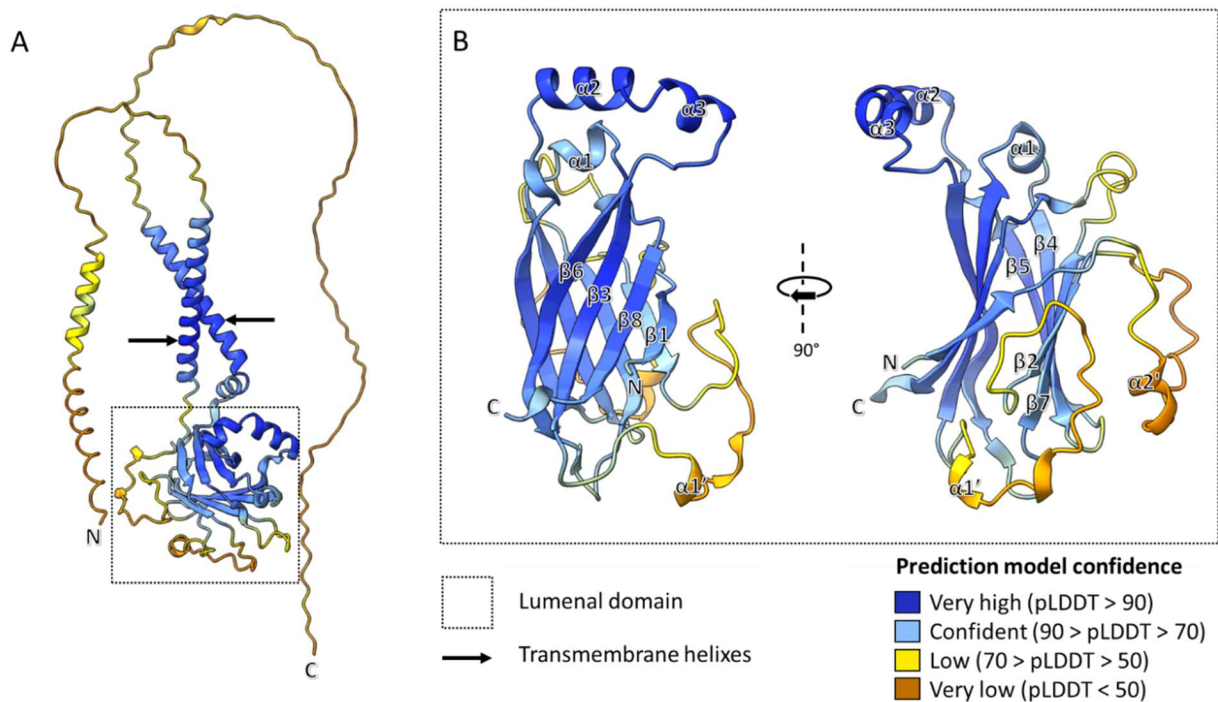 A
N
C
B
α2
α3
α1
β6
β3
β8
β1
N
C
α1’
90°
α2
α3
α1
β4
β5
N
C
β2
β7
α2’
α1’
Lumenal domain
Transmembrane helixes
Prediction model confidence
Very high (pLDDT > 90)
Confident (90 > pLDDT > 70)
Low (70 > pLDDT > 50)
Very low (pLDDT < 50)